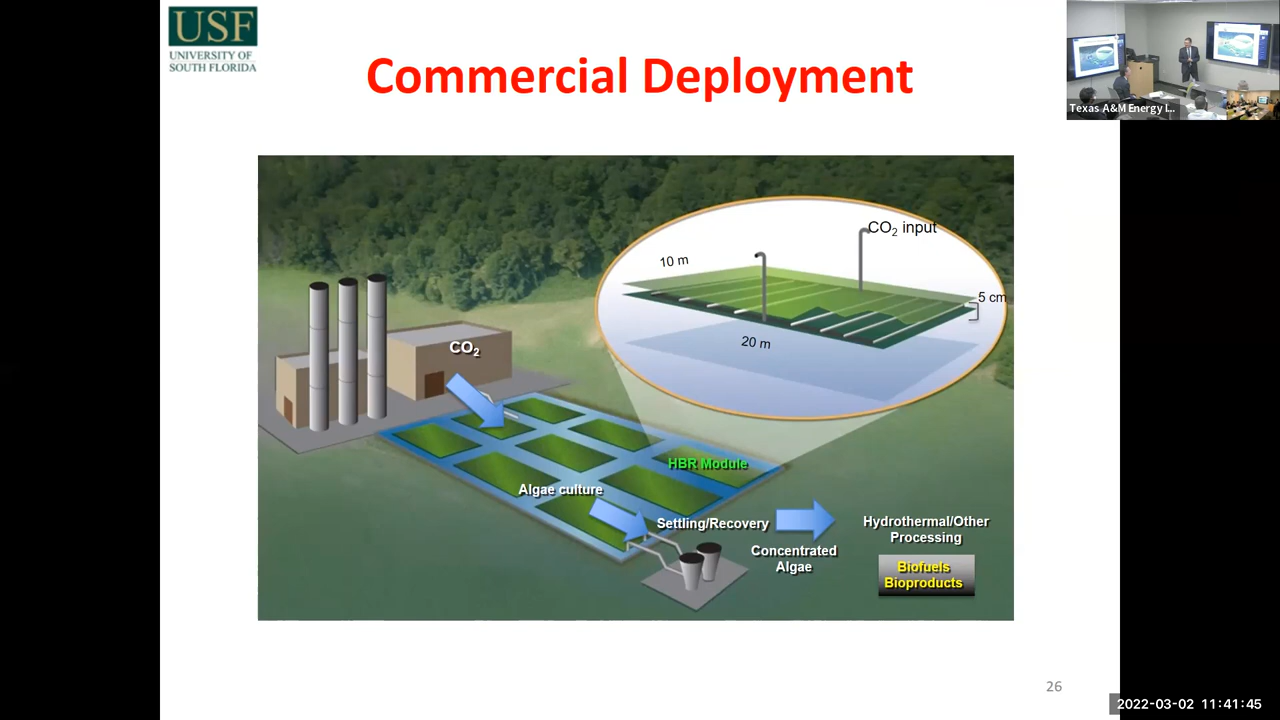 USF
UNIVERSITY OF
SOUTH FLORIDA
Commercial Deployment
Texas A&M Energy I...
CO₂ input
10 m
5 cm
20 m
CO₂
HBR Module
Algae culture
Settling/Recovery
Concentrated
Algae
Hydrothermal/Other
Processing
Biofuels
Bioproducts
26
2022-03-02 11:41:45